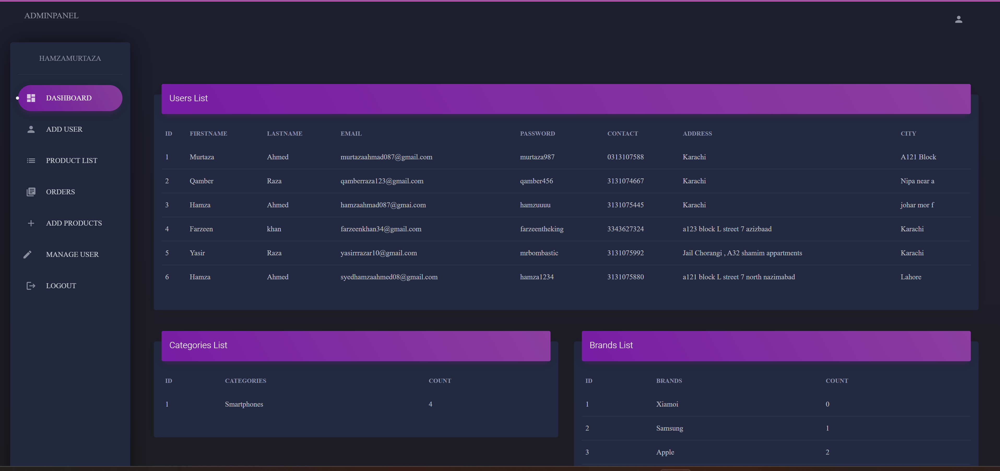 ADMINPANEL
HAMZAMURTAZA
DASHBOARD
ADD USER
PRODUCT LIST
ORDERS
ADD PRODUCTS
MANAGE USER
LOGOUT
Users List
ID FIRSTNAME LASTNAME EMAIL PASSWORD CONTACT ADDRESS CITY
1 Murtaza Ahmed murtazaahmad087@gmail.com murtaza987 0313107588 Karachi A121 Block
2 Qamber Raza qamberraza123@gmail.com qamber456 3131074667 Karachi Nipa near a
3 Hamza Ahmed hamzaahmad087@gmai.com hamzuuuu 3131075445 Karachi johar mor f
4 Farzeen khan farzeenkhan34@gmail.com farzeentheking 3343627324 a123 block L street 7 azizbaad Karachi
5 Yasir Raza yasirrrazar10@gmail.com mrbombastic 3131075992 Jail Chorangi , A32 shamim appartments Karachi
6 Hamza Ahmed syedhamzaahmed08@gmail.com hamza1234 3131075880 a121 block L street 7 north nazimabad Lahore
Categories List
ID CATEGORIES COUNT
1 Smartphones 4
Brands List
ID BRANDS COUNT
1 Xiamoi 0
2 Samsung 1
3 Apple 2